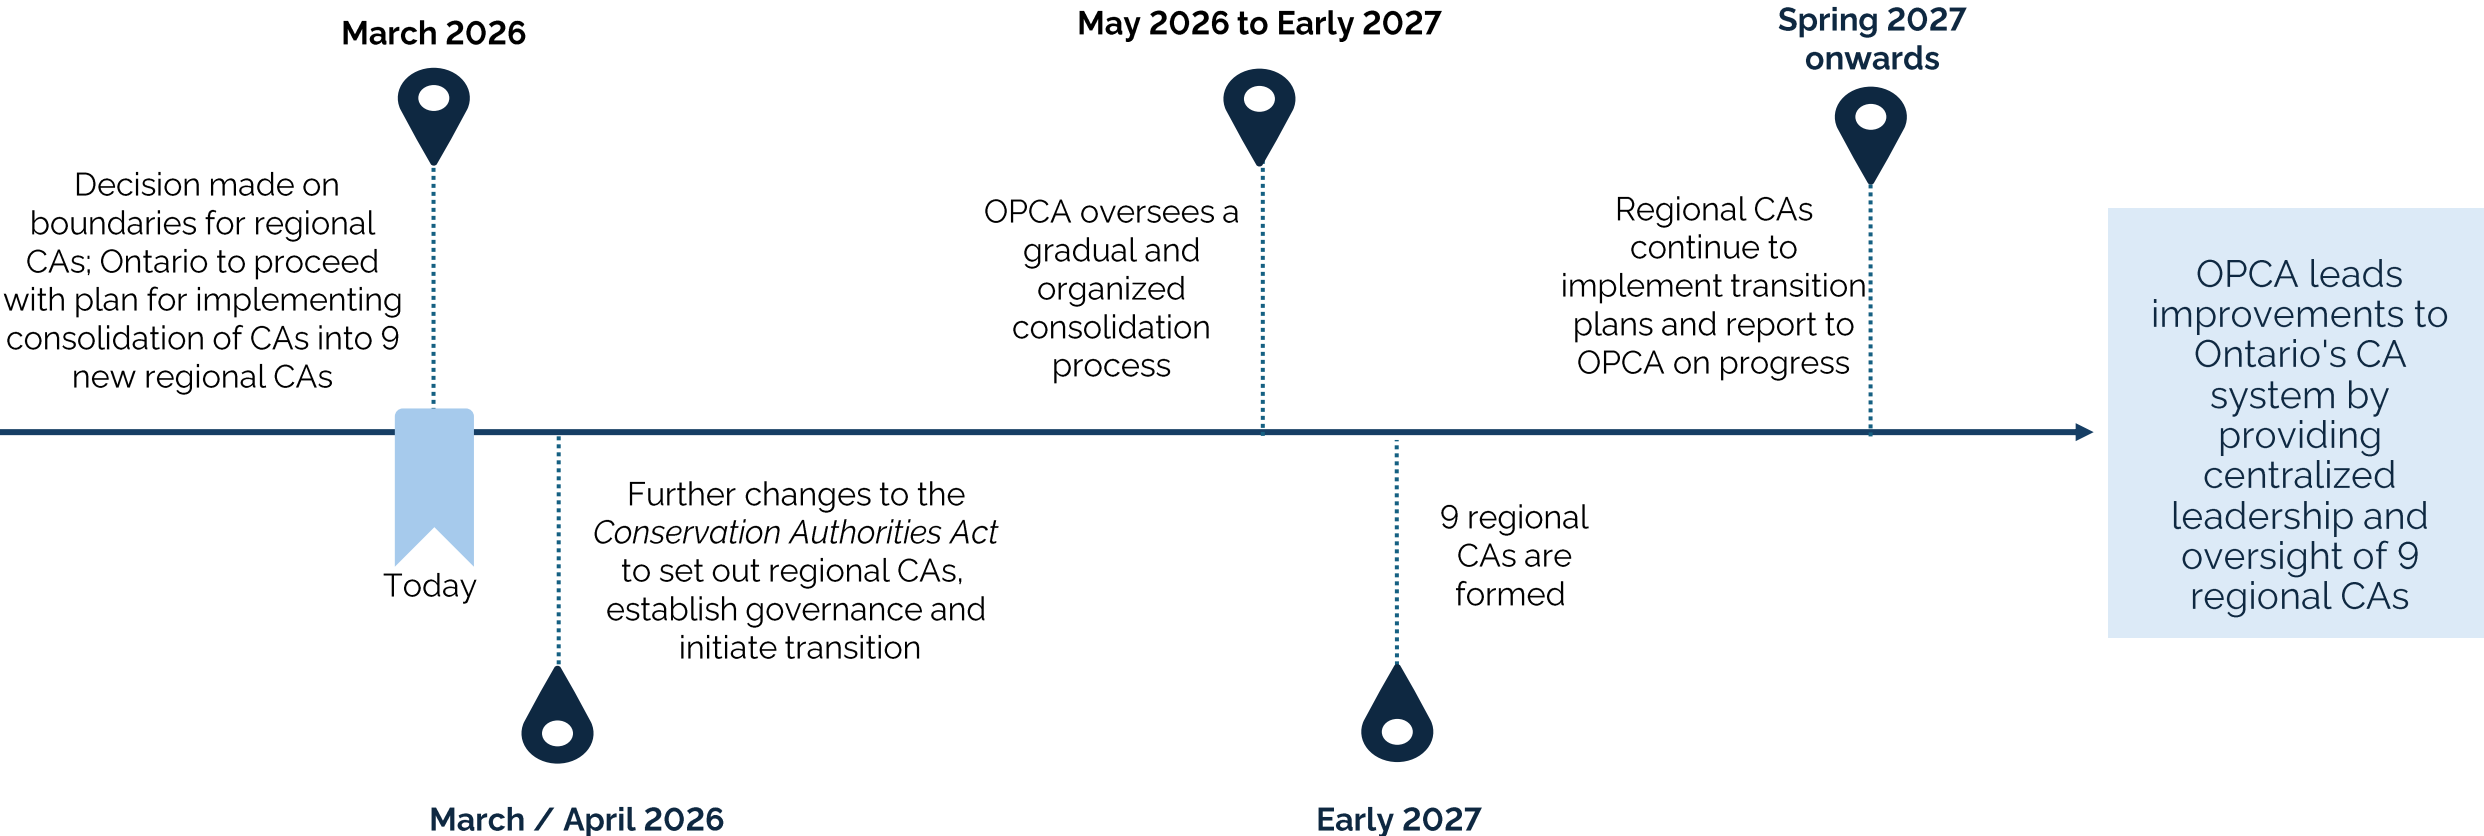 March 2026
Decision made on
boundaries for regional
CAs; Ontario to proceed
with plan for implementing
consolidation of CAs into 9
new regional CAs
Today
Further changes to the
Conservation Authorities Act
to set out regional CAs,
establish governance and
initiate transition
March / April 2026
May 2026 to Early 2027
OPCA oversees a
gradual and
organized
consolidation
process
9 regional
CAs are
formed
Early 2027
Spring 2027
onwards
Regional CAs
continue to
implement transition
plans and report to
OPCA on progress
OPCA leads
improvements to
Ontario's CA
system by
providing
centralized
leadership and
oversight of 9
regional CAs